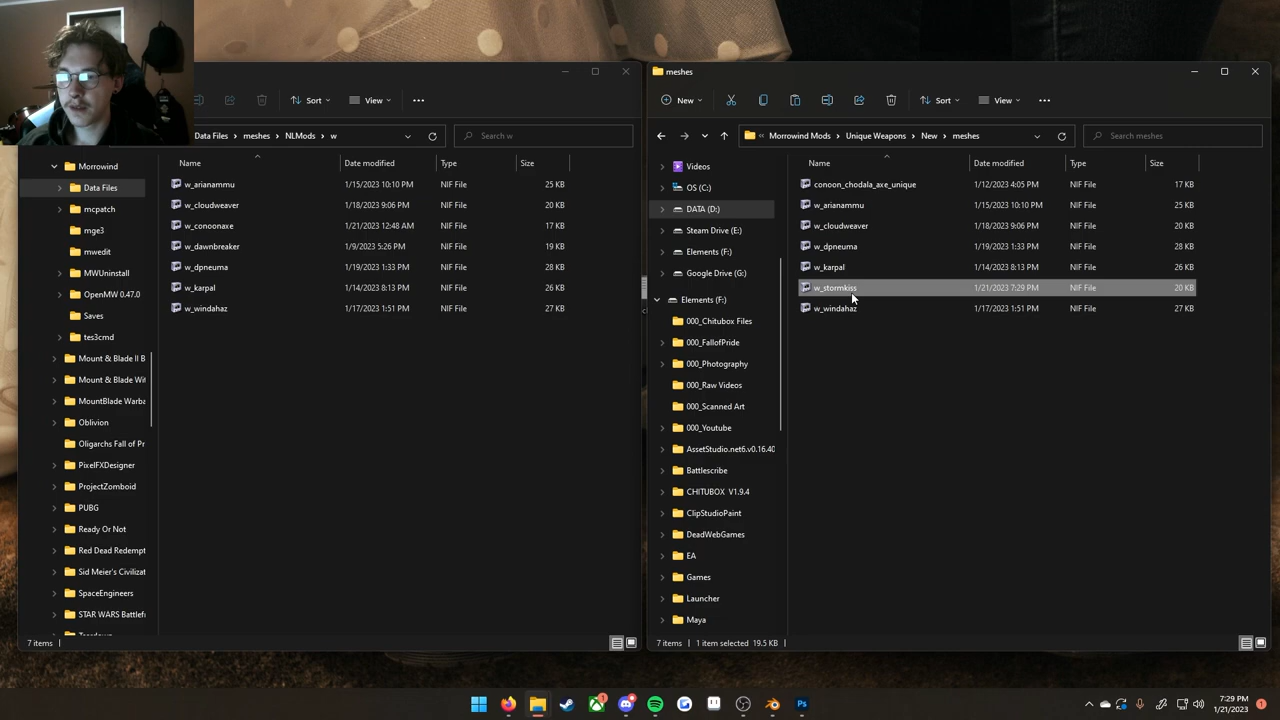 meshes
Sort
View
New
Sort
View
Data Files
meshes
NLMods
w
Search w
Morrowind Mods
Unique Weapons
New
meshes
Search meshes
Name
Date modified
Type
Size
Morrowind
Data Files
mcpatch
mge3
mwedit
MWUninstall
OpenMW 0.47.0
Saves
tes3cmd
Mount & Blade II B
Mount & Blade Wit
MountBlade Warba
Oblivion
Oligarchs Fall of Pr
PixelFXDesigner
ProjectZomboid
PUBG
Ready Or Not
Red Dead Redempt
Sid Meier's Civilizat
SpaceEngineers
STAR WARS Battlefr
w_arianammu 1/15/2023 10:10 PM NIF File 25 KB
w_cloudweaver 1/18/2023 9:06 PM NIF File 20 KB
w_conoonaxe 1/21/2023 12:48 AM NIF File 17 KB
w_dawnbreaker 1/9/2023 5:26 PM NIF File 19 KB
w_dpneuma 1/19/2023 1:33 PM NIF File 28 KB
w_karpal 1/14/2023 8:13 PM NIF File 26 KB
w_windahaz 1/17/2023 1:51 PM NIF File 27 KB
7 items
Videos
OS (C:)
DATA (D:)
Steam Drive (E:)
Elements (F:)
Google Drive (G:)
Elements (F:)
000_Chitubox Files
000_FallofPride
000_Photography
000_Raw Videos
000_Scanned Art
000_Youtube
AssetStudio.net6.v0.16.40
Battlescribe
CHITUBOX V1.9.4
ClipStudioPaint
DeadWebGames
EA
Games
Launcher
Maya
Name
Date modified
Type
Size
conoon_chodala_axe_unique 1/12/2023 4:05 PM NIF File 17 KB
w_arianammu 1/15/2023 10:10 PM NIF File 25 KB
w_cloudweaver 1/18/2023 9:06 PM NIF File 20 KB
w_dpneuma 1/19/2023 1:33 PM NIF File 28 KB
w_karpal 1/14/2023 8:13 PM NIF File 26 KB
w_stormkiss 1/21/2023 7:29 PM NIF File 20 KB
w_windahaz 1/17/2023 1:51 PM NIF File 27 KB
7 items
1 item selected 19.5 KB
7:29 PM
1/21/2023